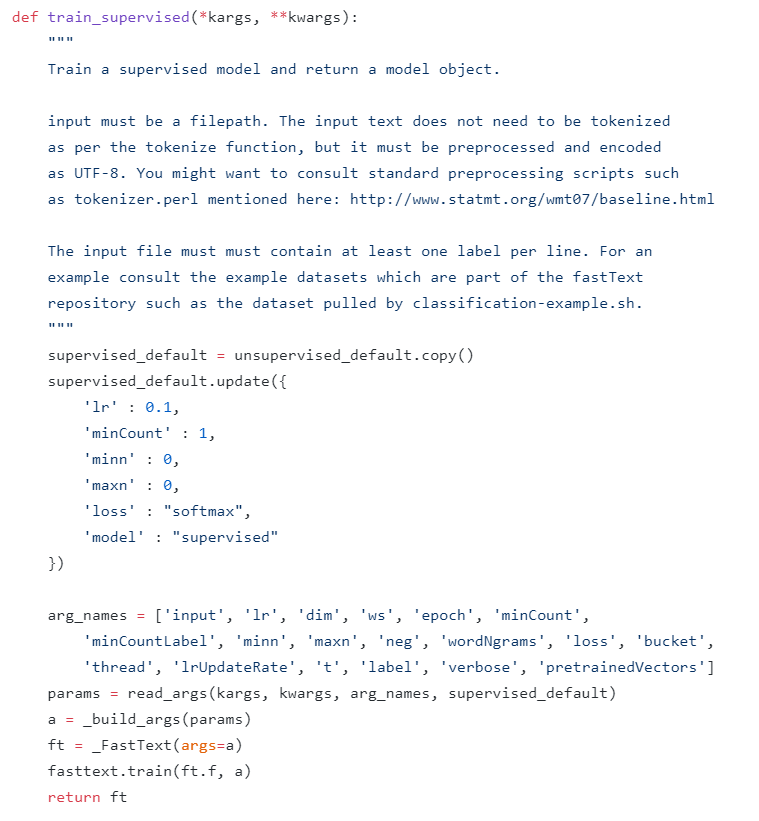 def train_supervised(*kargs, **kwargs):
    """
    Train a supervised model and return a model object.

    input must be a filepath. The input text does not need to be tokenized
    as per the tokenize function, but it must be preprocessed and encoded
    as UTF-8. You might want to consult standard preprocessing scripts such
    as tokenizer.perl mentioned here: http://www.statmt.org/wmt07/baseline.html

    The input file must must contain at least one label per line. For an
    example consult the example datasets which are part of the fastText
    repository such as the dataset pulled by classification-example.sh.
    """
    supervised_default = unsupervised_default.copy()
    supervised_default.update({
        'lr' : 0.1,
        'minCount' : 1,
        'minn' : 0,
        'maxn' : 0,
        'loss' : "softmax",
        'model' : "supervised"
    })

    arg_names = ['input', 'lr', 'dim', 'ws', 'epoch', 'minCount',
        'minCountLabel', 'minn', 'maxn', 'neg', 'wordNgrams', 'loss', 'bucket',
        'thread', 'lrUpdateRate', 't', 'label', 'verbose', 'pretrainedVectors']
    params = read_args(kargs, kwargs, arg_names, supervised_default)
    a = _build_args(params)
    ft = _FastText(args=a)
    fasttext.train(ft.f, a)
    return ft